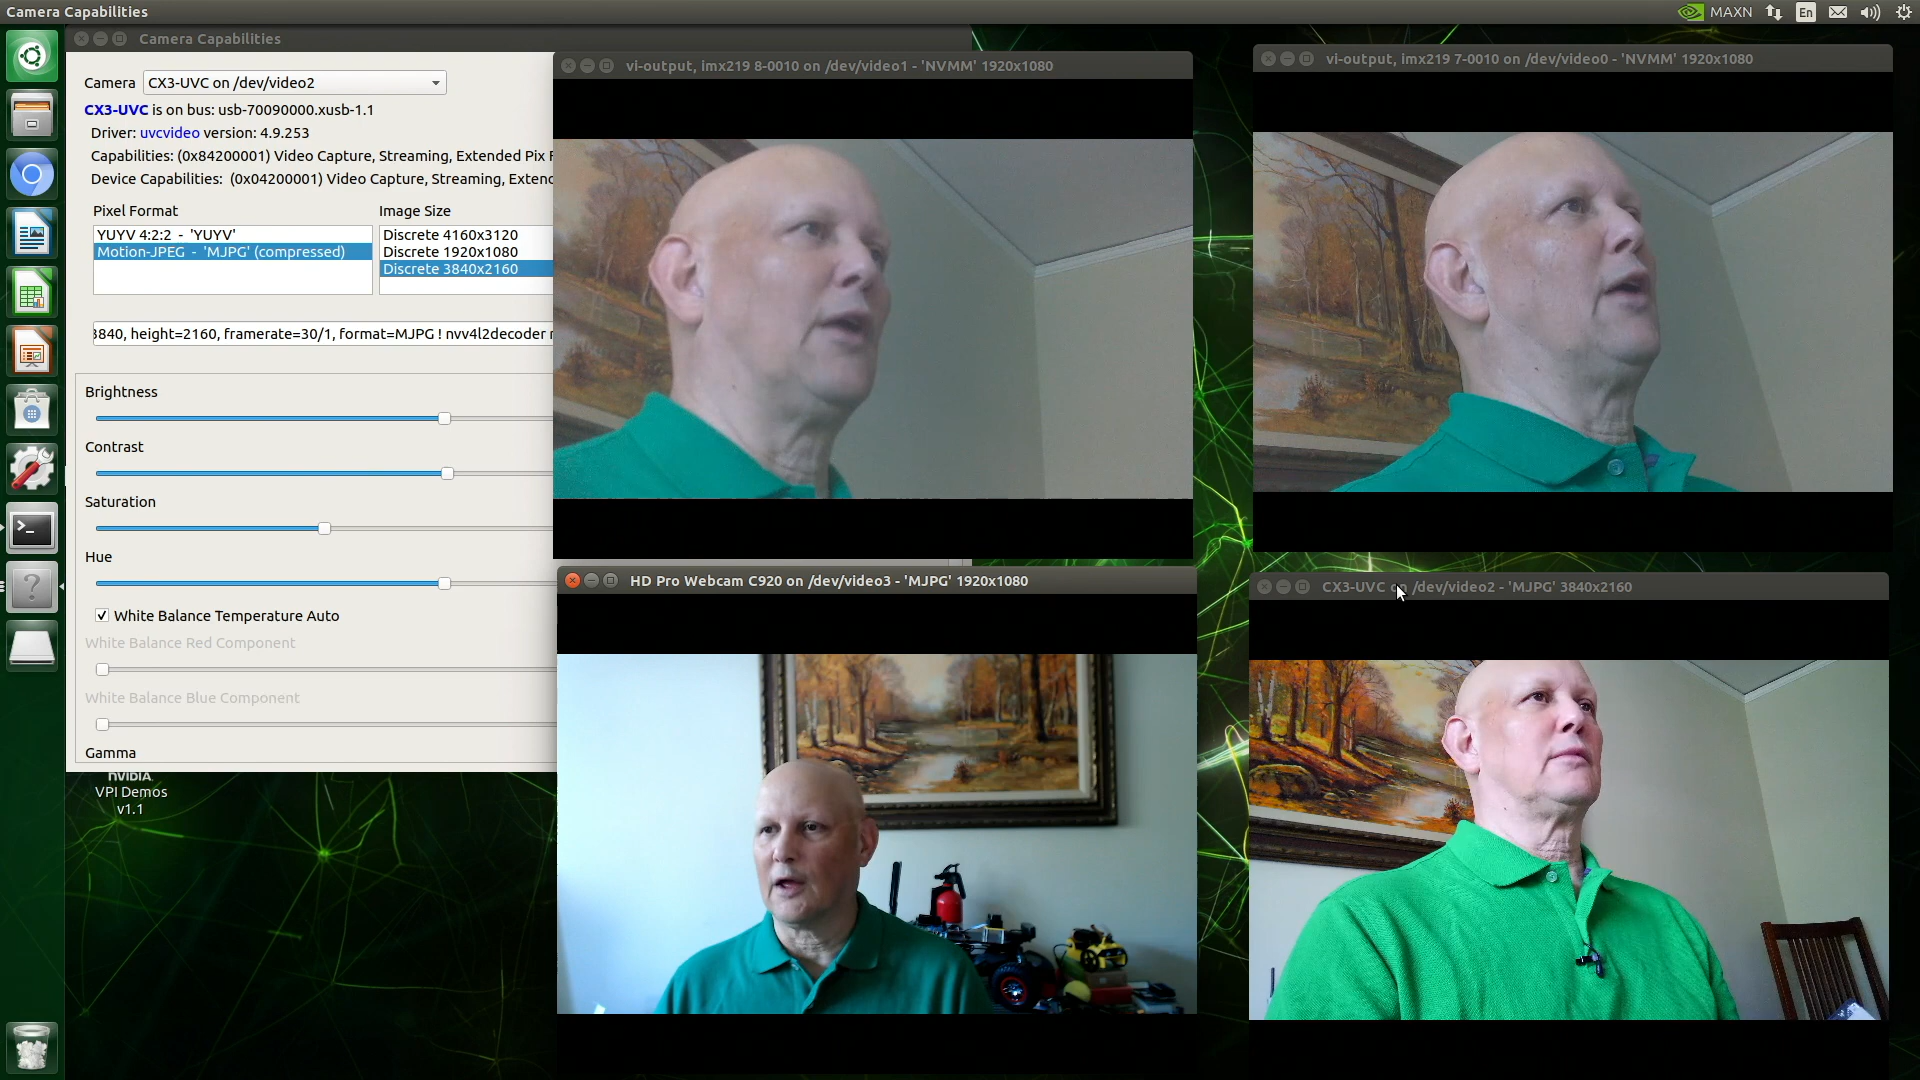 Camera Capabilities
MAXN
En
Camera Capabilities
Camera
CX3-UVC on /dev/video2
CX3-UVC is on bus: usb-70090000.xusb-1.1
Driver: uvcvideo version: 4.9.253
Capabilities: (0x84200001) Video Capture, Streaming, Extended Pix
Device Capabilities: (0x04200001) Video Capture, Streaming,
Pixel Format
Image Size
YUYV 4:2:2 - 'YUYV'
Motion-JPEG - 'MJPG' (compressed)
Discrete 4160x3120
Discrete 1920x1080
Discrete 3840x2160
3840, height=2160, framerate=30/1, format=MJPG ! nvv4l2decoder
Brightness
Contrast
Saturation
Hue
White Balance Temperature Auto
White Balance Red Component
White Balance Blue Component
Gamma
NVIDIA
VPI Demos
v1.1
vi-output, imx219 8-0010 on /dev/video1 - 'NVMM' 1920x1080
vi-output, imx219 7-0010 on /dev/video0 - 'NVMM' 1920x1080
HD Pro Webcam C920 on /dev/video3 - 'MJPG' 1920x1080
CX3-UVC on /dev/video2 - 'MJPG' 3840x2160